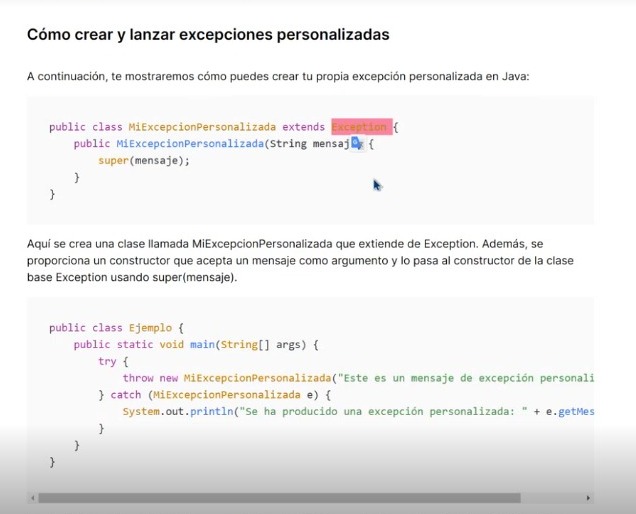 Cómo crear y lanzar excepciones personalizadas
A continuación, te mostraremos cómo puedes crear tu propia excepción personalizada en Java:
public class MiExcepcionPersonalizada extends Exception {
public MiExcepcionPersonalizada(String mensaj {
super(mensaje);
}
}
Aquí se crea una clase llamada MiExcepcionPersonalizada que extiende de Exception. Además, se
proporciona un constructor que acepta un mensaje como argumento y lo pasa al constructor de la clase
base Exception usando super(mensaje).
public class Ejemplo {
public static void main(String[] args) {
try {
throw new MiExcepcionPersonalizada("Este es un mensaje de excepción personali
} catch (MiExcepcionPersonalizada e) {
System.out.println("Se ha producido una excepción personalizada: " + e.getMes
}
}
}